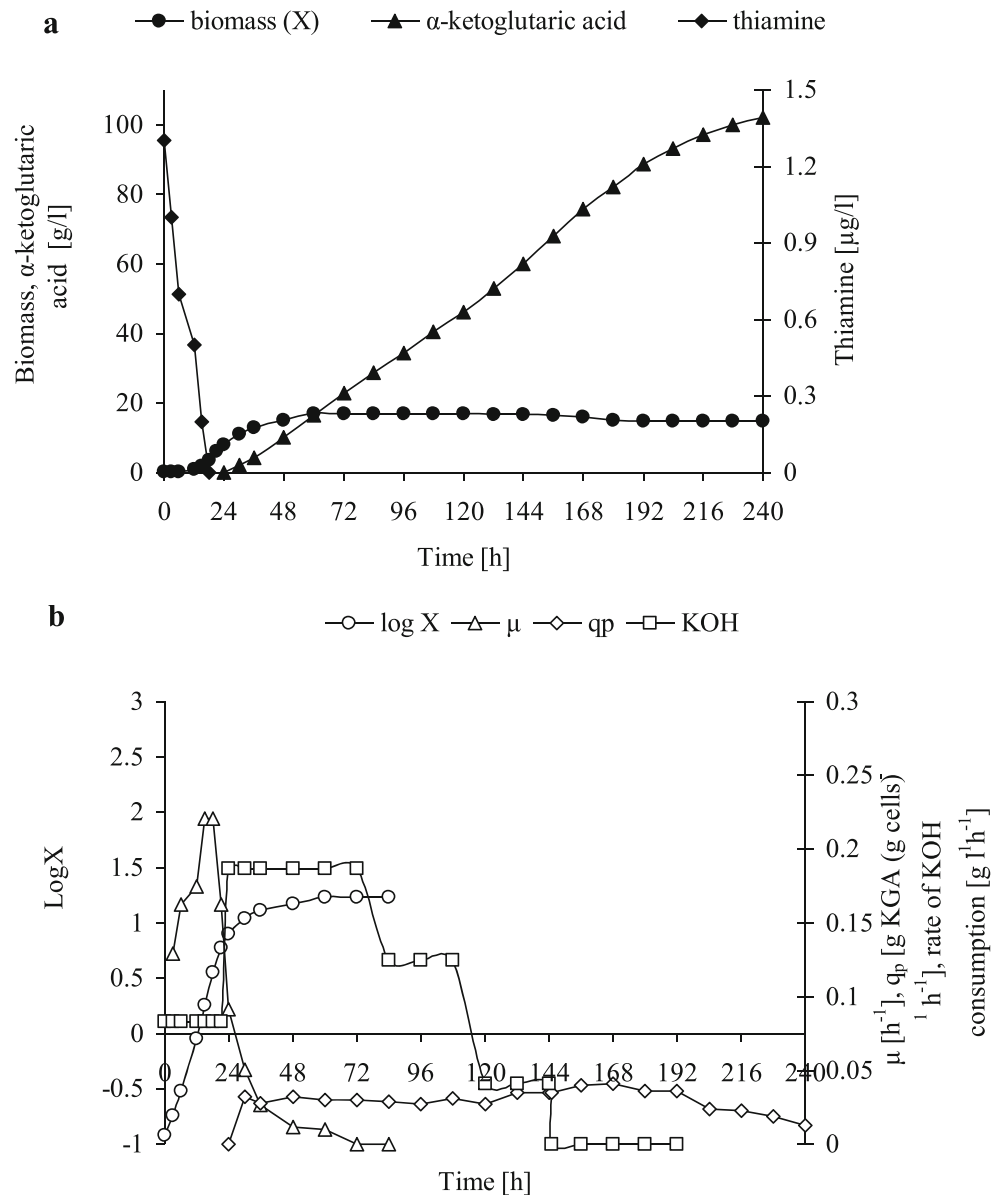 a
biomass (X) α-ketoglutaric acid thiamine
Biomass, α-ketoglutaric
acid [g/l]
100
80
60
40
20
0
1.5
1.2
0.9
0.6
0.3
0
Thiamine [µg/l]
0 24 48 72 96 120 144 168 192 216 240
Time [h]
b
log X µ qp KOH
LogX
3
2.5
2
1.5
1
0.5
0
-0.5
-1
0.3
0.25
0.2
0.15
0.1
0.05
0
0 24 48 72 96 120 144 168 192 216 240
µ [h⁻¹], qₚ [g KGA (g cells)⁻
¹ h⁻¹], rate of KOH
consumption [g l⁻¹h⁻¹]
Time [h]